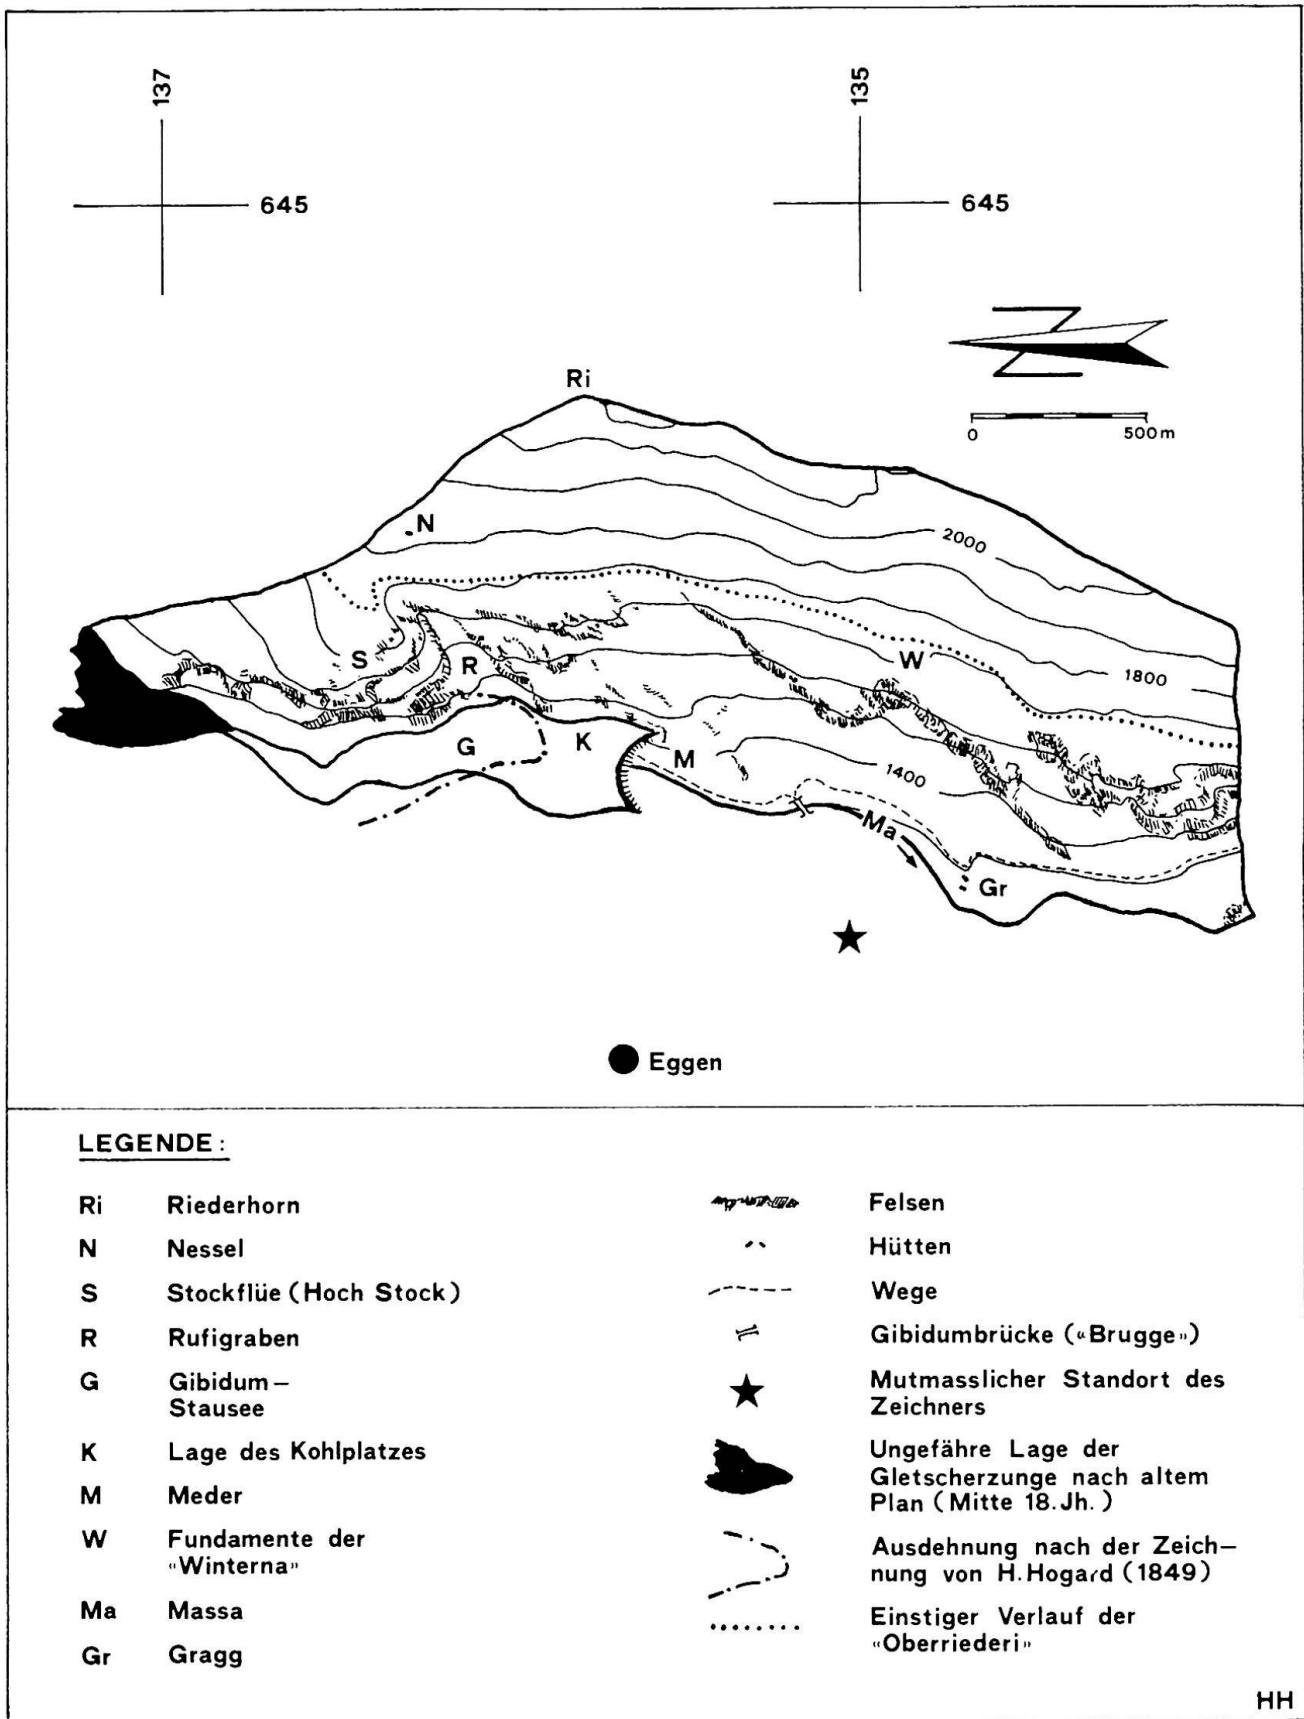 137
135
645
645
N
0
500m
Ri
N
2000
S
R
W
1800
G
K
M
1400
Ma
Gr
Eggen
LEGENDE:
Ri Riederhorn
N Nessel
S Stockflüe (Hoch Stock)
R Rufigraben
G Gibidum–
Stausee
K Lage des Kohlplatzes
M Meder
W Fundamente der
«Winterna»
Ma Massa
Gr Gragg
Felsen
Hütten
Wege
Gibidumbrücke («Brugge»)
Mutmasslicher Standort des
Zeichners
Ungefähre Lage der
Gletscherzunge nach altem
Plan (Mitte 18.Jh.)
Ausdehnung nach der Zeich–
nung von H.Hogard (1849)
Einstiger Verlauf der
«Oberriederi»
HH